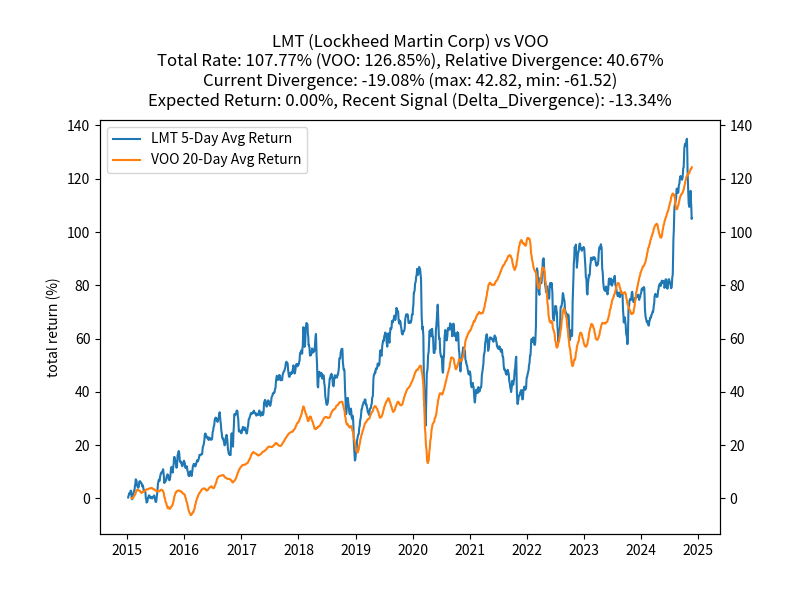 LMT (Lockheed Martin Corp) vs VOO
Total Rate: 107.77% (VOO: 126.85%), Relative Divergence: 40.67%
Current Divergence: -19.08% (max: 42.82, min: -61.52)
Expected Return: 0.00%, Recent Signal (Delta_Divergence): -13.34%
LMT 5-Day Avg Return
VOO 20-Day Avg Return
total return (%)
140 140
120 120
100 100
80 80
60 60
40 40
20 20
0 0
2015 2016 2017 2018 2019 2020 2021 2022 2023 2024 2025